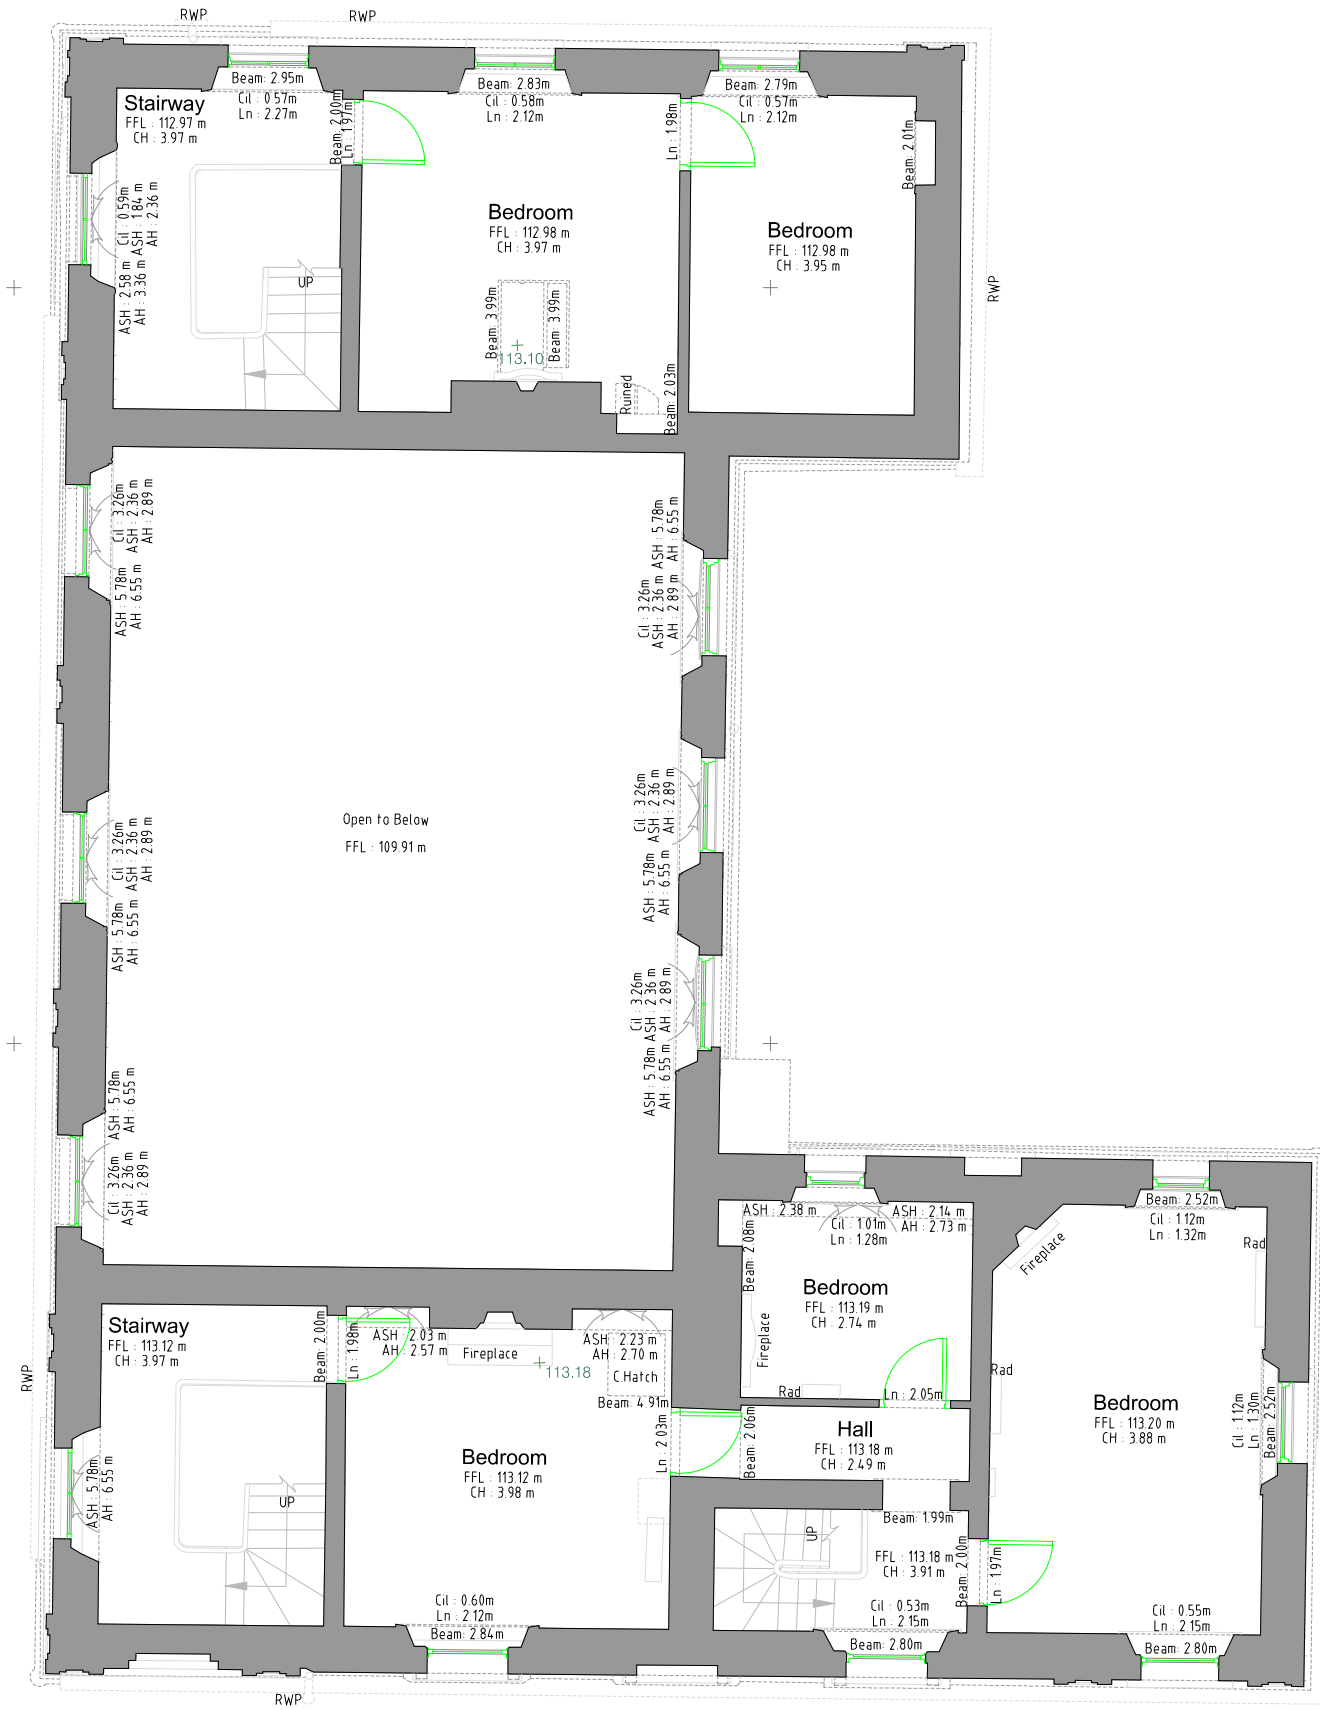 RWP
RWP
Stairway
FFL : 112.97 m
CH : 3.97 m
Beam: 2.95m
Cil : 0.57m
Ln : 2.27m
Beam: 2.00m
Ln : 1.97m
Beam: 2.83m
Cil : 0.58m
Ln : 2.12m
Ln : 1.98m
Beam: 2.79m
Cil : 0.57m
Ln : 2.12m
Beam: 2.01m
Cil : 0.59m
ASH : 1.84 m
AH : 2.36 m
ASH : 2.58 m
AH : 3.36 m
UP
Bedroom
FFL : 112.98 m
CH : 3.97 m
Beam: 3.99m
Beam: 3.99m
113.10
Ruined
Beam: 2.03m
Bedroom
FFL : 112.98 m
CH : 3.95 m
RWP
Cil : 3.26m
ASH : 2.36 m
AH : 2.89 m
ASH : 5.78m
AH : 6.55 m
ASH : 5.78m
AH : 6.55 m
Cil : 3.26m
ASH : 2.36 m
AH : 2.89 m
Open to Below
FFL : 109.91 m
Cil : 3.26m
ASH : 2.36 m
AH : 2.89 m
ASH : 5.78m
AH : 6.55 m
Cil : 3.26m
ASH : 2.36 m
AH : 2.89 m
ASH : 5.78m
AH : 6.55 m
Cil : 3.26m
ASH : 2.36 m
AH : 2.89 m
ASH : 5.78m
AH : 6.55 m
ASH : 5.78m
AH : 6.55 m
Cil : 3.26m
ASH : 2.36 m
AH : 2.89 m
ASH : 2.38 m
Cil : 1.01m
Ln : 1.28m
ASH : 2.14 m
AH : 2.73 m
Beam: 2.08m
Bedroom
FFL : 113.19 m
CH : 2.74 m
Fireplace
Rad
Ln : 2.05m
Beam: 2.52m
Cil : 1.12m
Ln : 1.32m
Rad
Fireplace
Rad
Bedroom
FFL : 113.20 m
CH : 3.88 m
Cil : 1.12m
Ln : 1.30m
Beam: 2.52m
Stairway
FFL : 113.12 m
CH : 3.97 m
RWP
Beam: 2.00m
Ln : 1.98m
ASH : 2.03 m
AH : 2.57 m
Fireplace
113.18
ASH : 2.23 m
AH : 2.70 m
C.Hatch
Beam: 4.91m
Ln : 2.03m
Beam: 2.06m
Hall
FFL : 113.18 m
CH : 2.49 m
Bedroom
FFL : 113.12 m
CH : 3.98 m
ASH : 5.78m
AH : 6.55 m
UP
UP
Beam: 1.99m
FFL : 113.18 m
CH : 3.91 m
Beam: 2.00m
Ln : 1.97m
Cil : 0.60m
Ln : 2.12m
Beam: 2.84m
Cil : 0.53m
Ln : 2.15m
Beam: 2.80m
Cil : 0.55m
Ln : 2.15m
Beam: 2.80m
RWP